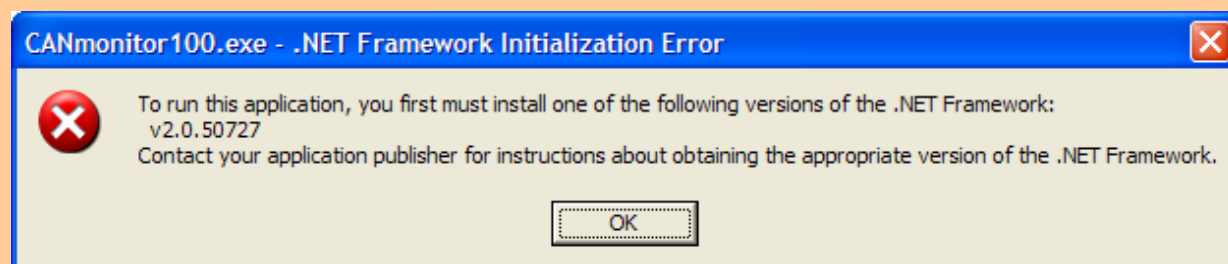 CANmonitor100.exe - .NET Framework Initialization Error
To run this application, you first must install one of the following versions of the .NET Framework:
v2.0.50727
Contact your application publisher for instructions about obtaining the appropriate version of the .NET Framework.
OK